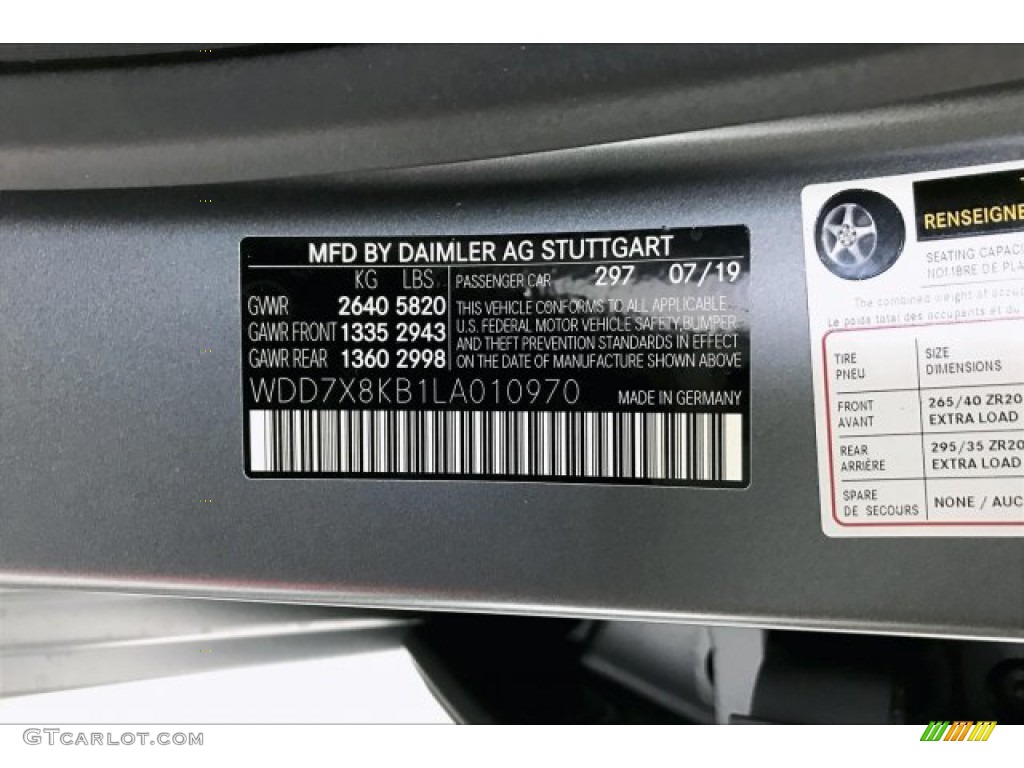 MFD BY DAIMLER AG STUTTGART
KG LBS
GVWR 2640 5820
GAWR FRONT 1335 2943
GAWR REAR 1360 2998
PASSENGER CAR 297 07/19
THIS VEHICLE CONFORMS TO ALL APPLICABLE
U.S. FEDERAL MOTOR VEHICLE SAFETY, BUMPER
AND THEFT PREVENTION STANDARDS IN EFFECT
ON THE DATE OF MANUFACTURE SHOWN ABOVE
WDD7X8KB1LA010970 MADE IN GERMANY
RENSEIGNE
SEATING CAPAC
NOMBRE DE PLA
The combined weight of occup
Le poids total des occupants et du
TIRE SIZE
PNEU DIMENSIONS
FRONT 265/40 ZR20
AVANT EXTRA LOAD
REAR 295/35 ZR20
ARRIÈRE EXTRA LOAD
SPARE NONE / AUC
DE SECOURS
GTCarlot.com